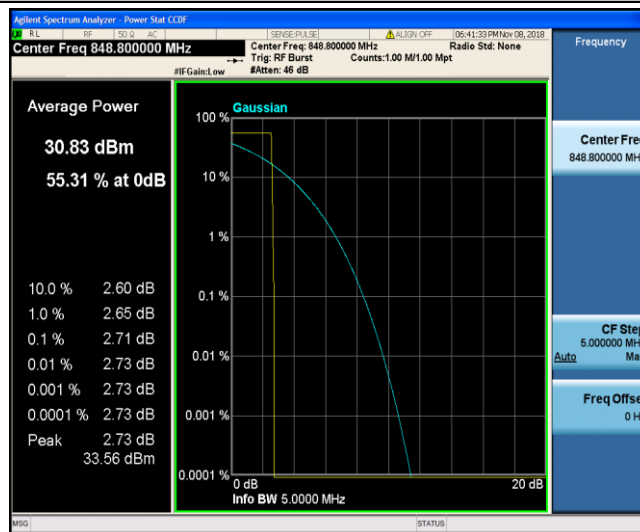 Agilent Spectrum Analyzer - Power Stat CCDF
RL RF 50 Ω AC SENSE:PULSE ALIGN OFF 06:41:33 PM Nov 08, 2018
Center Freq 848.800000 MHz
Center Freq: 848.800000 MHz Radio Std: None
Trig: RF Burst Counts:1.00 M/1.00 Mpt
#IFGain:Low #Atten: 46 dB
Frequency
Average Power
30.83 dBm
55.31 % at 0dB
10.0 % 2.60 dB
1.0 % 2.65 dB
0.1 % 2.71 dB
0.01 % 2.73 dB
0.001 % 2.73 dB
0.0001 % 2.73 dB
Peak 2.73 dB
33.56 dBm
Gaussian
100 %
10 %
1 %
0.1 %
0.01 %
0.001 %
0.0001 %
0 dB 20 dB
Info BW 5.0000 MHz
Center Fre
848.800000 MH
CF Step
5.000000 MH
Auto Ma
Freq Offse
0 H
MSG STATUS